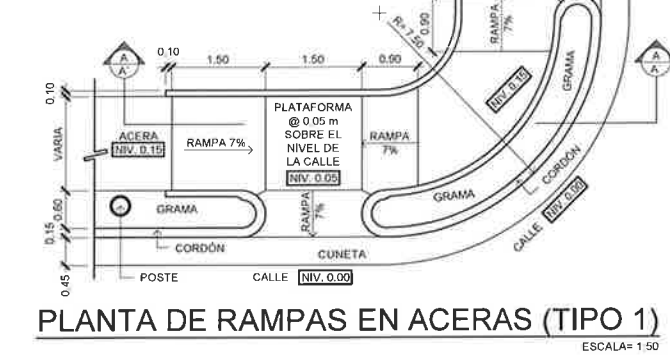 0.10
1.50
1.50
0.90
A
A'
R=7.50
0.90
RAMPA
7%
GRAMA
A
A'
0.10
VARIA
0.60
0.15
0.45
ACERA
NIV. 0.15
RAMPA 7%
PLATAFORMA
@ 0.05 m
SOBRE EL
NIVEL DE
LA CALLE
NIV. 0.05
RAMPA
7%
NIV. 0.15
GRAMA
RAMPA
7%
GRAMA
CORDÓN
CALLE
NIV. 0.00
CORDÓN
CUNETA
POSTE
CALLE
NIV. 0.00
PLANTA DE RAMPAS EN ACERAS (TIPO 1)
ESCALA= 1:50